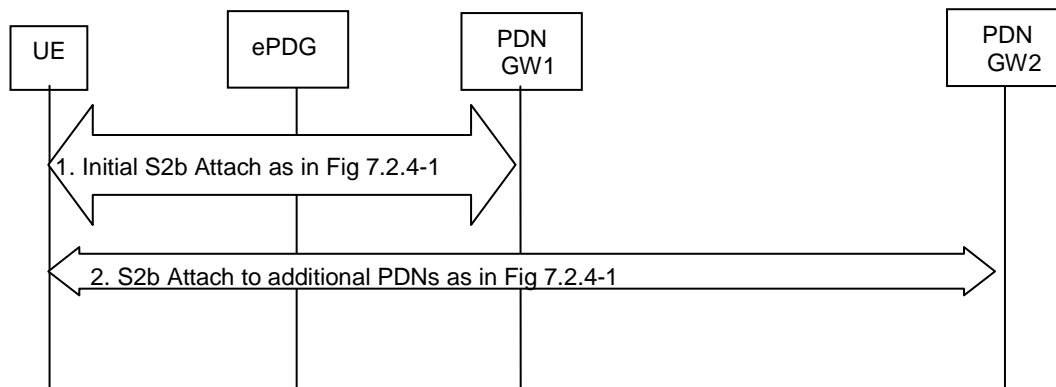 UE
ePDG
PDN
GW1
PDN
GW2
1. Initial S2b Attach as in Fig 7.2.4-1
2. S2b Attach to additional PDNs as in Fig 7.2.4-1